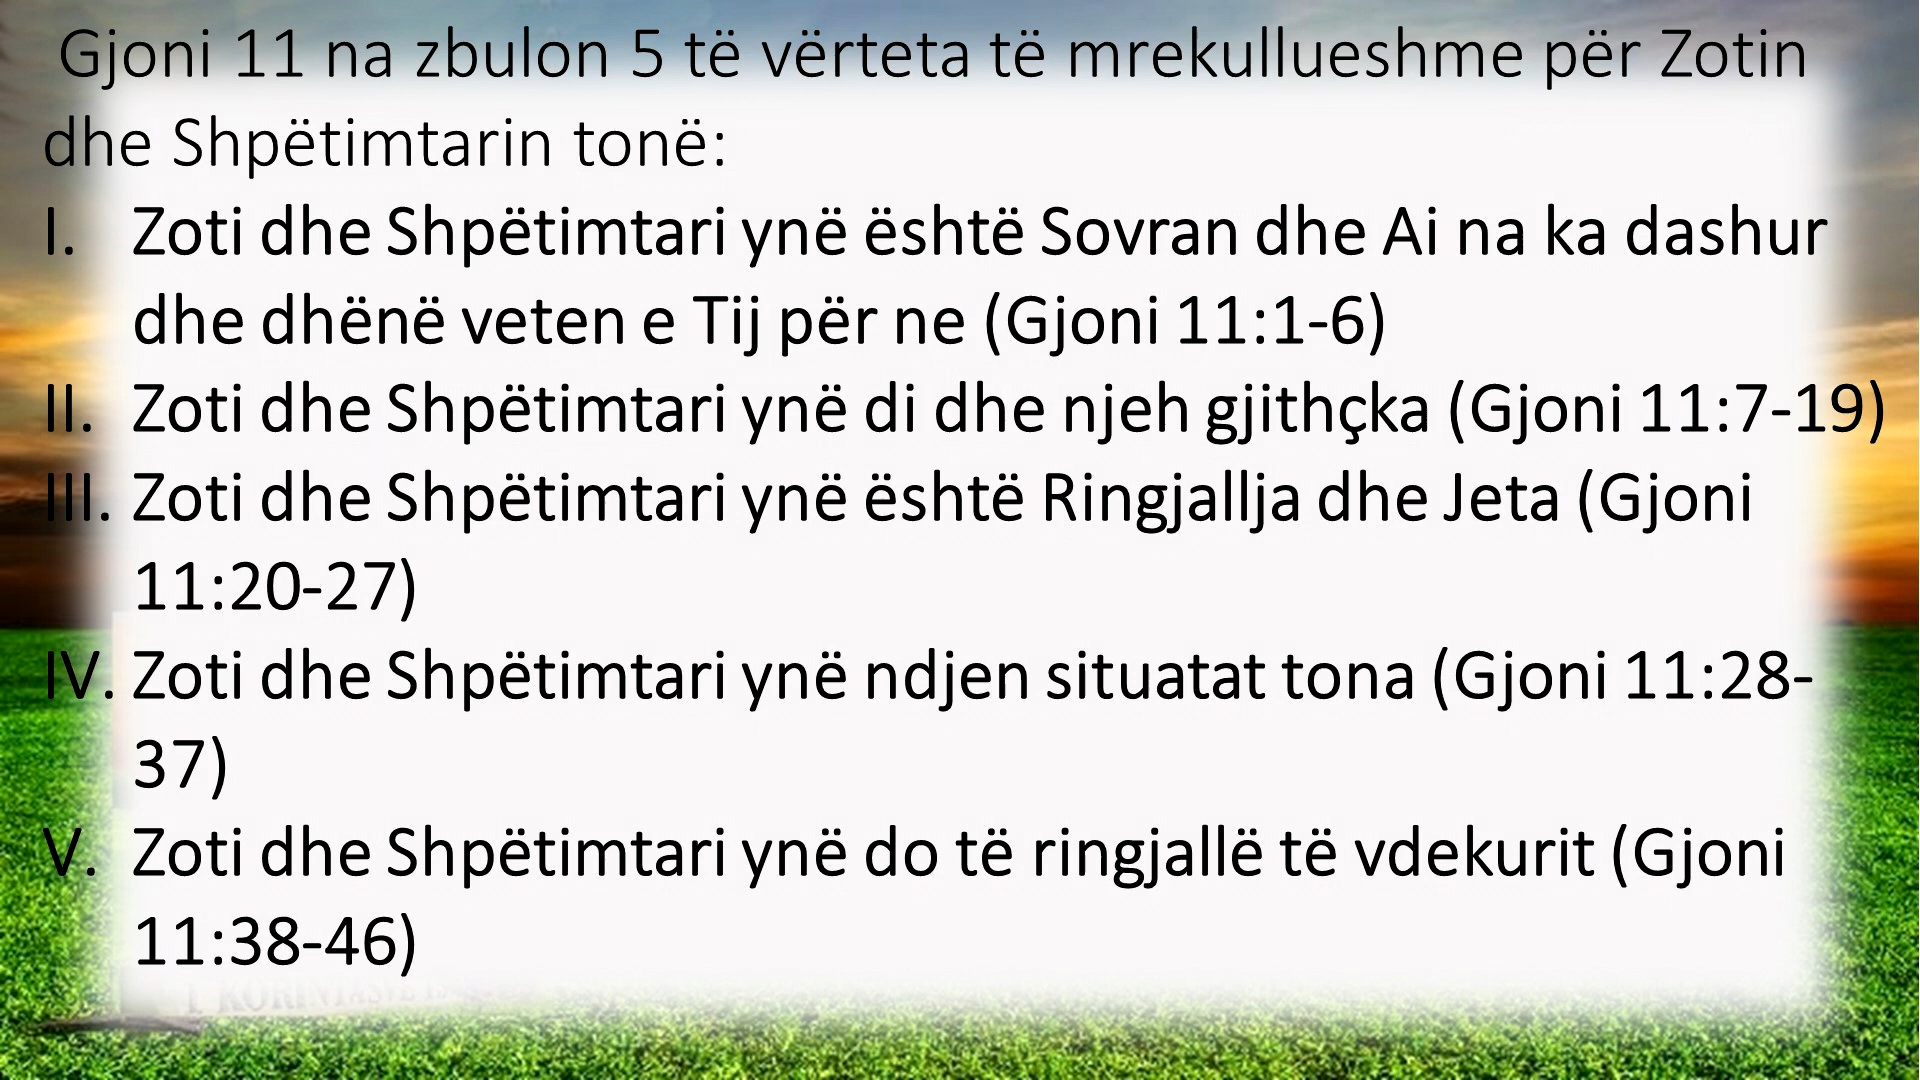 Gjoni 11 na zbulon 5 të vërteta të mrekullueshme për Zotin
dhe Shpëtimtarin tonë:
I. Zoti dhe Shpëtimtari ynë është Sovran dhe Ai na ka dashur
dhe dhënë veten e Tij për ne (Gjoni 11:1-6)
II. Zoti dhe Shpëtimtari ynë di dhe njeh gjithçka (Gjoni 11:7-19)
III. Zoti dhe Shpëtimtari ynë është Ringjallja dhe Jeta (Gjoni
11:20-27)
IV. Zoti dhe Shpëtimtari ynë ndjen situatat tona (Gjoni 11:28-
37)
V. Zoti dhe Shpëtimtari ynë do të ringjallë të vdekurit (Gjoni
11:38-46)